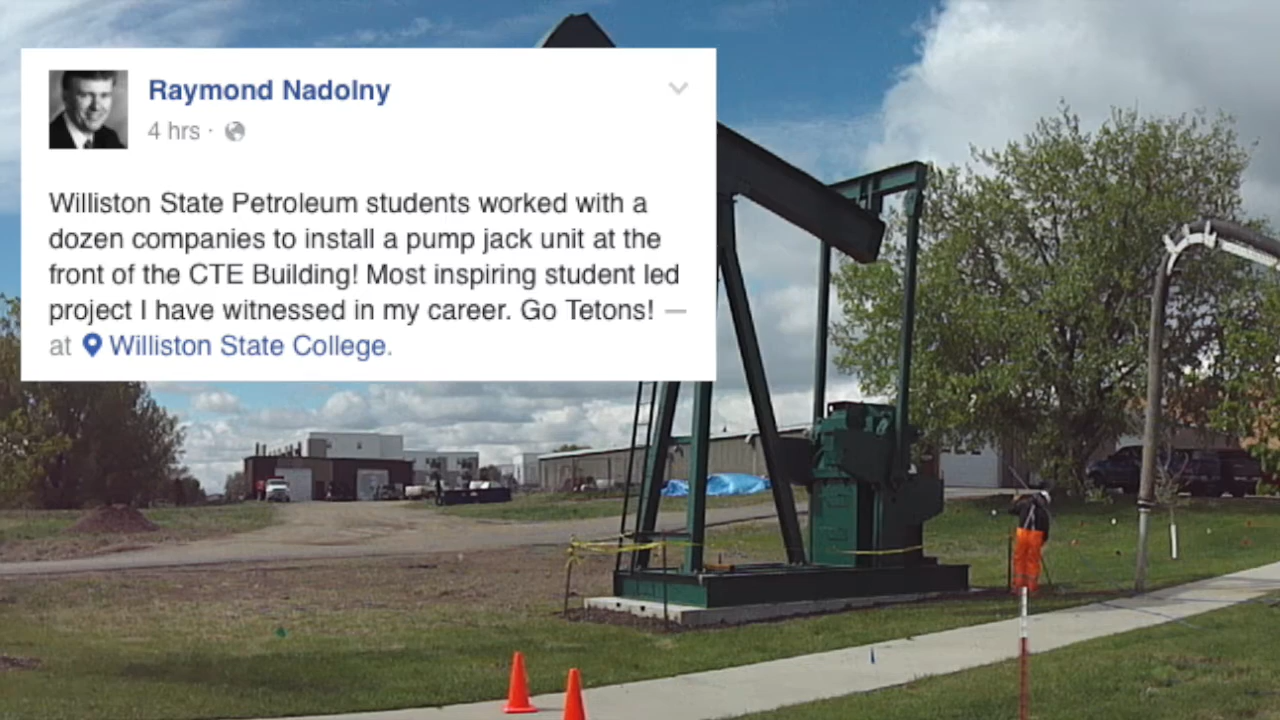 Raymond Nadolny
4 hrs ·
Williston State Petroleum students worked with a
dozen companies to install a pump jack unit at the
front of the CTE Building! Most inspiring student led
project I have witnessed in my career. Go Tetons! —
at Williston State College.